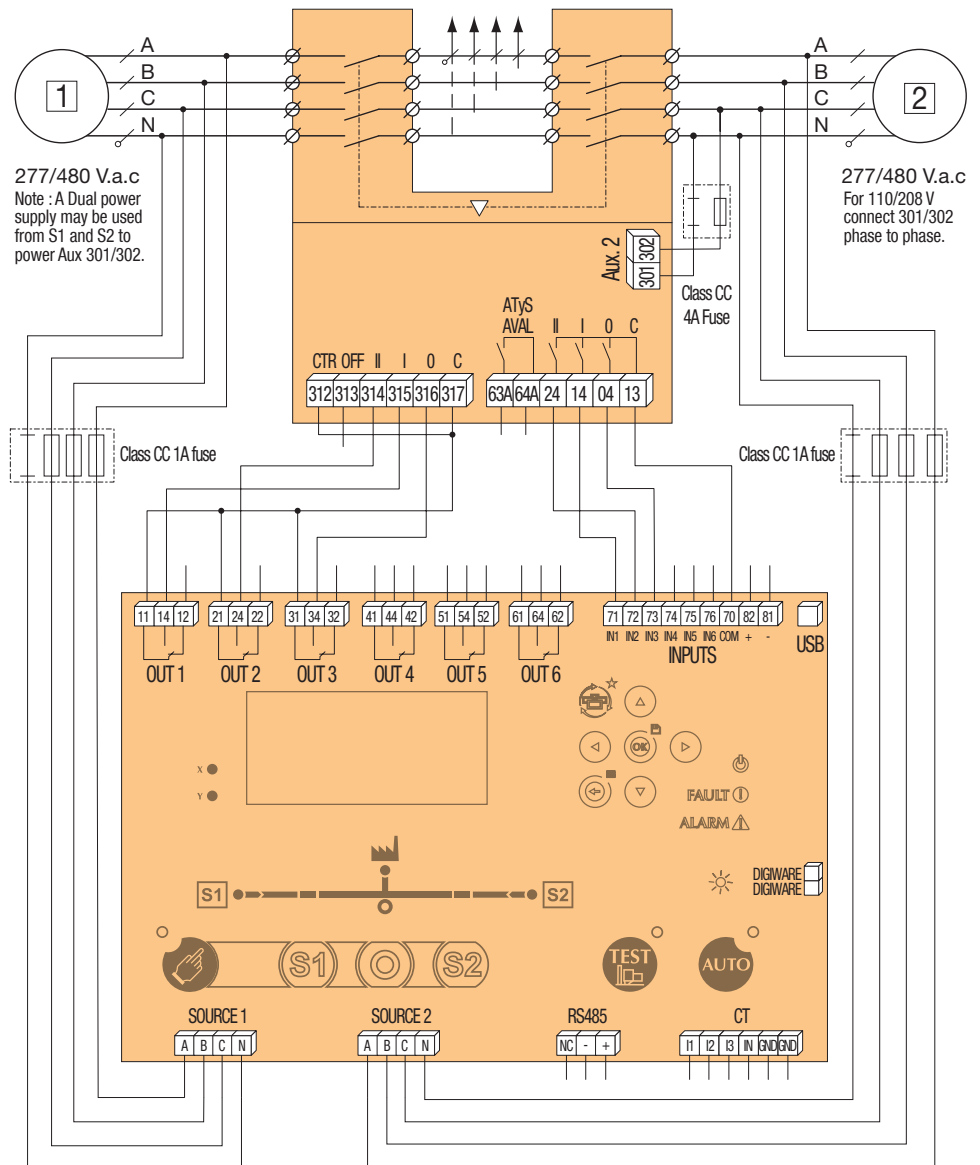 A A
B B
1 C C 2
N N
277/480 V.a.c
Note : A Dual power
supply may be used
from S1 and S2 to
power Aux 301/302.
277/480 V.a.c
For 110/208 V
connect 301/302
phase to phase.
Aux. 2
301 302
Class CC
4A Fuse
ATyS
AVAL II I 0 C
CTR OFF II I 0 C
312 313 314 315 316 317
63A 64A 24 14 04 13
Class CC 1A fuse
Class CC 1A fuse
11 14 12
21 24 22
31 34 32
41 44 42
51 54 52
61 64 62
71 72 73 74 75 76 70 82 81
IN1 IN2 IN3 IN4 IN5 IN6 COM + -
INPUTS
USB
OUT 1 OUT 2 OUT 3 OUT 4 OUT 5 OUT 6
OK
X
Y
FAULT
ALARM
DIGIWARE
DIGIWARE
S1 S2
S1 S2
TEST
AUTO
SOURCE 1 SOURCE 2 RS485 CT
A B C N
A B C N
NC - +
I1 I2 I3 IN GND GND